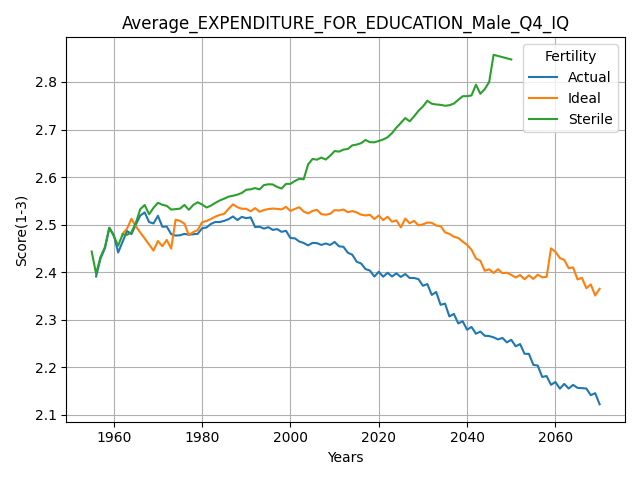 Average_EXPENDITURE_FOR_EDUCATION_Male_Q4_IQ
Fertility
Actual
Ideal
Sterile
Score(1-3)
2.8
2.7
2.6
2.5
2.4
2.3
2.2
2.1
1960 1980 2000 2020 2040 2060
Years